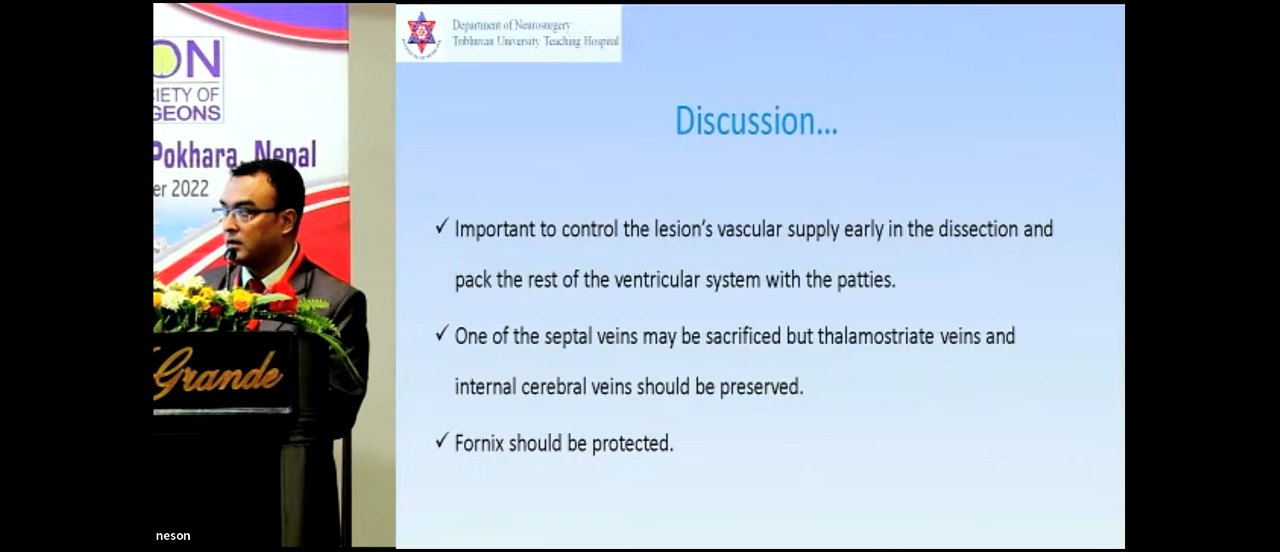 ON
IETY OF
GEONS
Pokhara, Nepal
er 2022
Grande
neson
Department of Neurosurgery
Tribhuvan University Teaching Hospital
Discussion...
✓ Important to control the lesion's vascular supply early in the dissection and
pack the rest of the ventricular system with the patties.
✓ One of the septal veins may be sacrificed but thalamostriate veins and
internal cerebral veins should be preserved.
✓ Fornix should be protected.